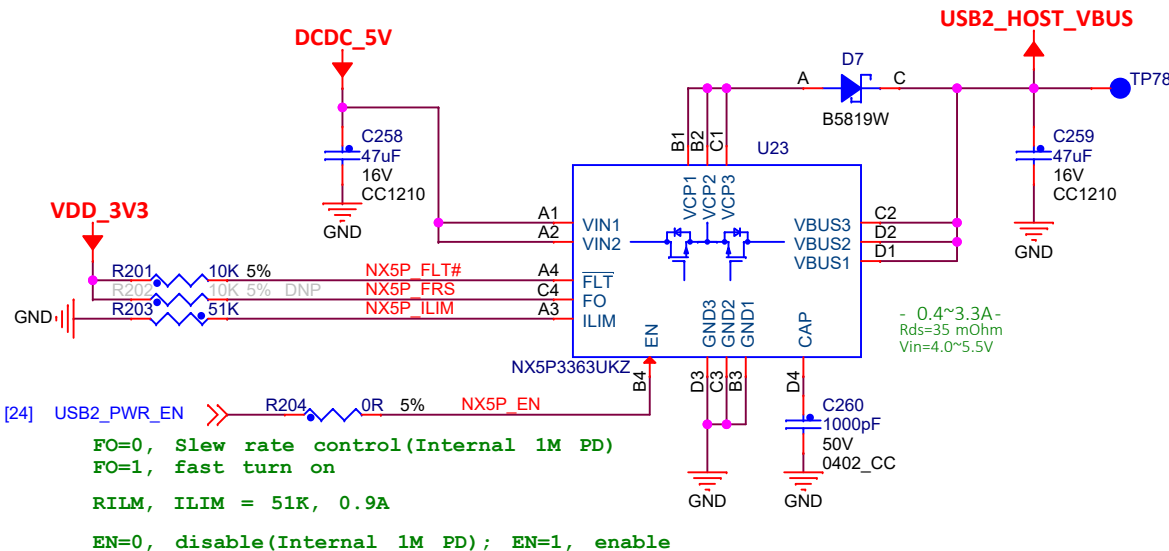 USB2_HOST_VBUS
DCDC_5V
D7
A
C
TP78
B5819W
C258
47uF
16V
CC1210
GND
B1
B2
C1
U23
C259
47uF
16V
CC1210
GND
VDD_3V3
VCP1
VCP2
VCP3
A1
VIN1
A2
VIN2
VBUS3
C2
VBUS2
D2
VBUS1
D1
R201
10K
5%
NX5P_FLT#
A4
FLT
R202
10K
5%
DNP
NX5P_FRS
C4
FO
GND
R203
51K
NX5P_ILIM
A3
ILIM
EN
GND3
GND2
GND1
CAP
- 0.4~3.3A-
Rds=35 mOhm
Vin=4.0~5.5V
NX5P3363UKZ
B4
D3
C3
B3
D4
[24]
USB2_PWR_EN
R204
0R
5%
NX5P_EN
C260
1000pF
50V
0402_CC
GND
GND
FO=0, Slew rate control(Internal 1M PD)
FO=1, fast turn on
RILM, ILIM = 51K, 0.9A
EN=0, disable(Internal 1M PD); EN=1, enable